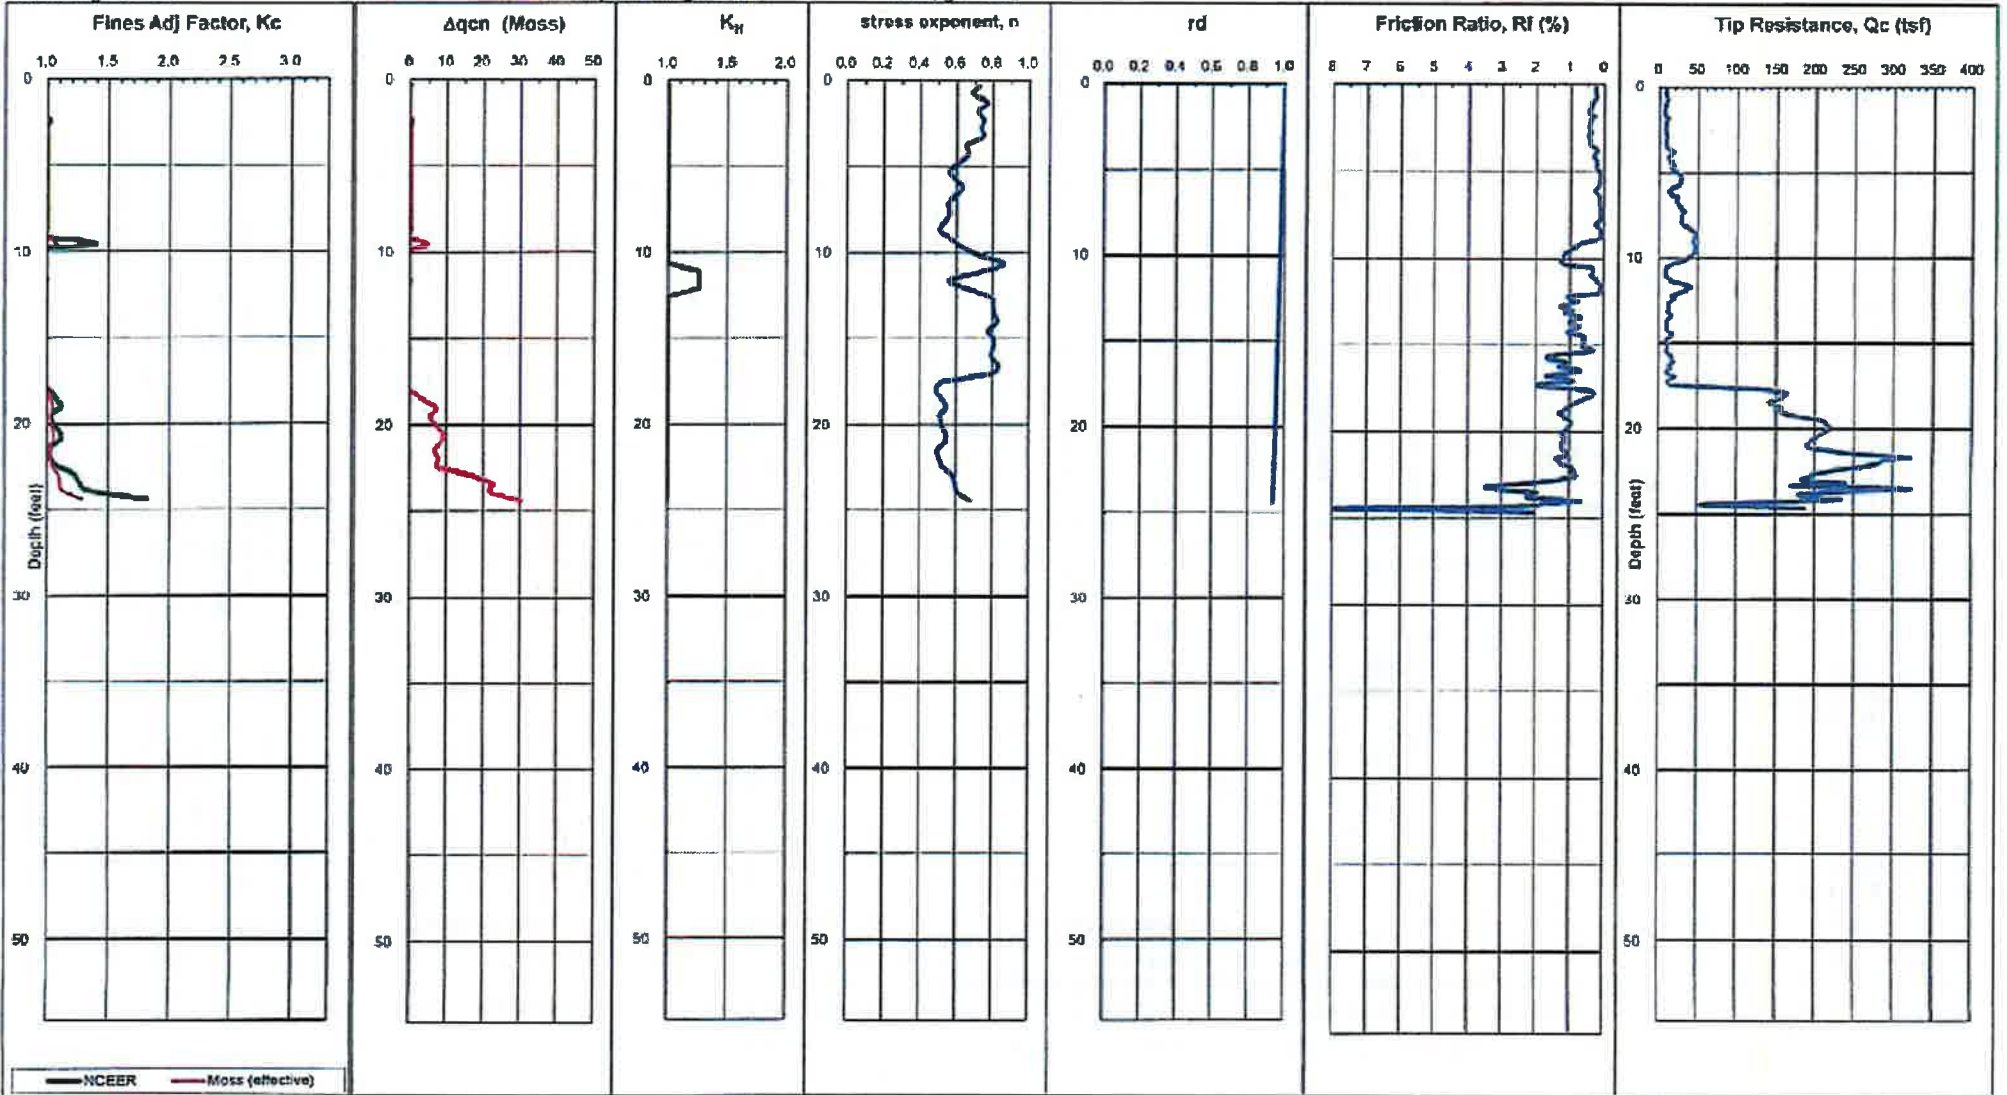 Fines Adj Factor, Kc
1.0 1.5 2.0 2.5 3.0
0
10
20
30
40
50
Depth (feet)
NCEER Moss (effective)
Δqcn (Moss)
0 10 20 30 40 50
0
10
20
30
40
50
K_H
1.0 1.5 2.0
0
10
20
30
40
50
stress exponent, n
0.0 0.2 0.4 0.6 0.8 1.0
0
10
20
30
40
50
rd
0.0 0.2 0.4 0.6 0.8 1.0
0
10
20
30
40
50
Friction Ratio, Rf (%)
8 7 6 5 4 3 2 1 0
Tip Resistance, Qc (tsf)
0 50 100 150 200 250 300 350 400
0
10
20
30
40
50
Depth (feet)